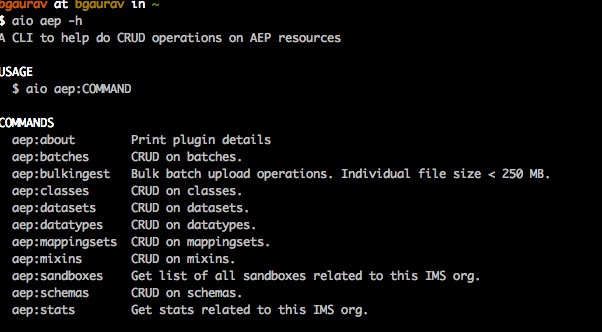 bgaurav at bgaurav in ~
$ aio aep -h
A CLI to help do CRUD operations on AEP resources
USAGE
$ aio aep:COMMAND
COMMANDS
aep:about Print plugin details
aep:batches CRUD on batches.
aep:bulkingest Bulk batch upload operations. Individual file size < 250 MB.
aep:classes CRUD on classes.
aep:datasets CRUD on datasets.
aep:datatypes CRUD on datatypes.
aep:mappingsets CRUD on mappingsets.
aep:mixins CRUD on mixins.
aep:sandboxes Get list of all sandboxes related to this IMS org.
aep:schemas CRUD on schemas.
aep:stats Get stats related to this IMS org.